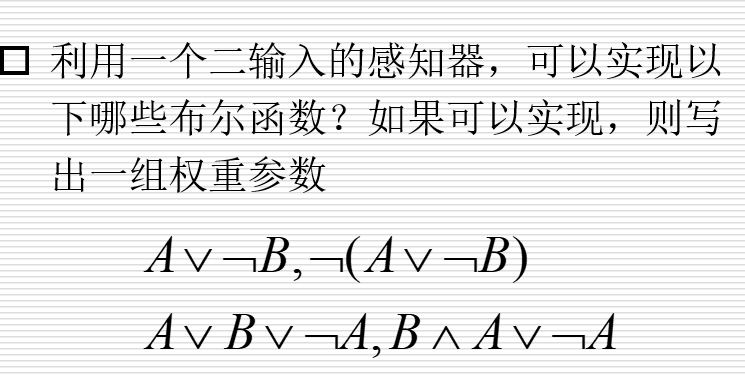 利用一个二输入的感知器，可以实现以
下哪些布尔函数？如果可以实现，则写
出一组权重参数
A∨¬B,¬(A∨¬B)
A∨B∨¬A,B∧A∨¬A